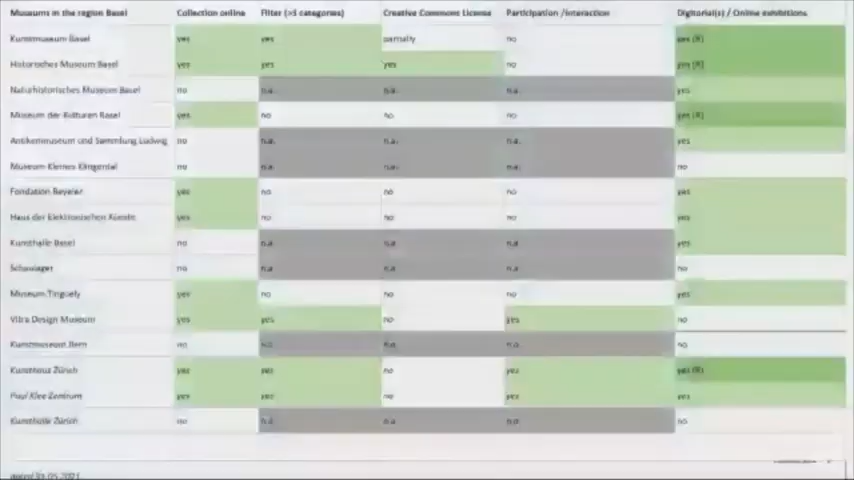 Museums in the region Basel Collection online Filter (>3 categories) Creative Commons License Participation /Interaction Digitorial(s) / Online exhibitions
Kunstmuseum Basel yes yes partially no yes (R)
Historisches Museum Basel yes yes yes no yes (R)
Naturhistorisches Museum Basel no n.a. n.a. n.a. yes
Museum der Kulturen Basel yes no no no yes (R)
Antikenmuseum und Sammlung Ludwig no n.a. n.a. n.a. yes
Museum Kleines Klingental no n.a. n.a. n.a. no
Fondation Beyeler yes no no no yes
Haus der Elektronischen Künste yes no no no yes
Kunsthalle Basel no n.a n.a n.a yes
Schaulager no n.a n.a n.a no
Museum Tinguely yes no no no yes
Vitra Design Museum yes yes no yes no
Kunstmuseum Bern no n.a. n.a. n.a. no
Kunsthaus Zürich yes yes no yes yes (R)
Paul Klee Zentrum yes yes no yes yes
Kunsthalle Zürich no n.a n.a n.a no